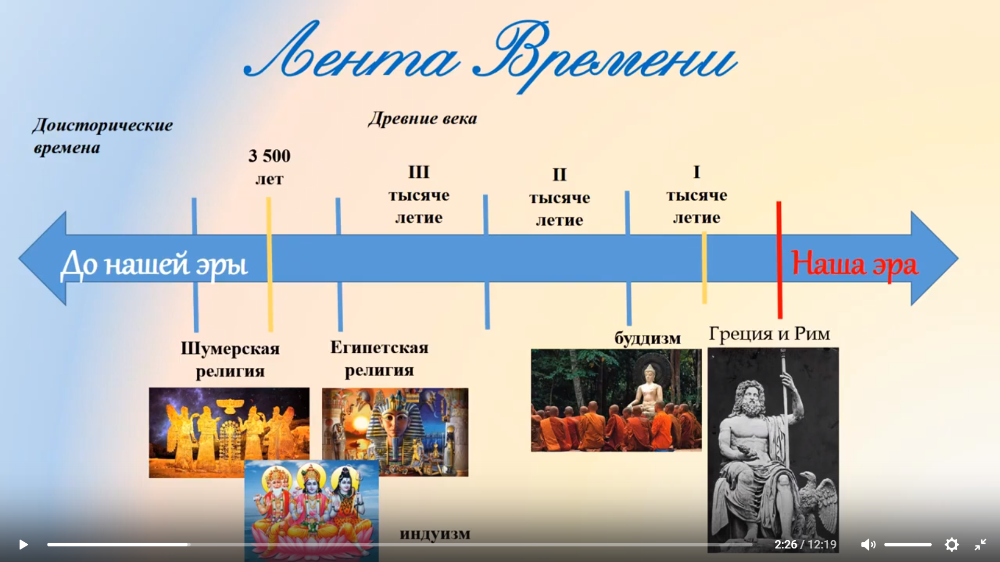 Лента Времени
Доисторические
времена
Древние века
3 500
лет
III
тысяче
летие
II
тысяче
летие
I
тысяче
летие
До нашей эры
Наша эра
Шумерская
религия
Египетская
религия
буддизм
Греция и Рим
индуизм
2:26 / 12:19